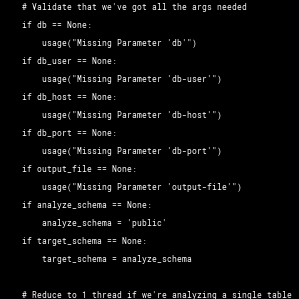 # Validate that we've got all the args needed
if db == None:
usage("Missing Parameter 'db'")
if db_user == None:
usage("Missing Parameter 'db-user'")
if db_host == None:
usage("Missing Parameter 'db-host'")
if db_port == None:
usage("Missing Parameter 'db-port'")
if output_file == None:
usage("Missing Parameter 'output-file'")
if analyze_schema == None:
analyze_schema = 'public'
if target_schema == None:
target_schema = analyze_schema
# Reduce to 1 thread if we're analyzing a single table